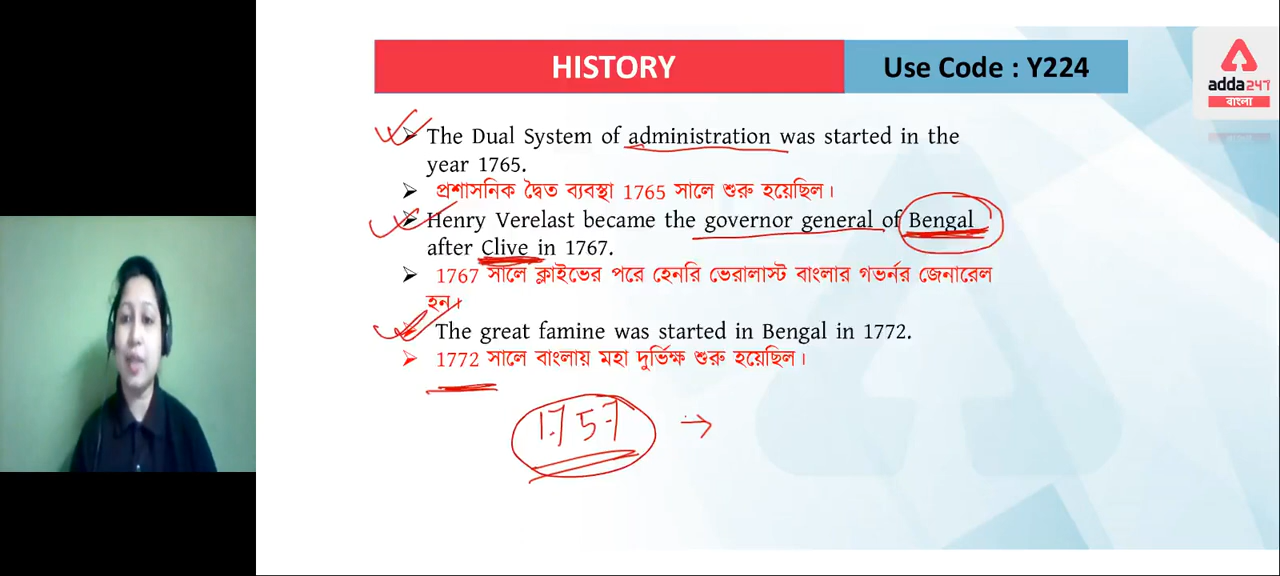 HISTORY
Use Code : Y224
adda247
বাংলা
The Dual System of administration was started in the
year 1765.
প্রশাসনিক দ্বৈত ব্যবস্থা 1765 সালে শুরু হয়েছিল।
Henry Verelast became the governor general of Bengal
after Clive in 1767.
1767 সালে ক্লাইভের পরে হেনরি ভেরালাস্ট বাংলার গভর্নর জেনারেল
হন।
The great famine was started in Bengal in 1772.
1772 সালে বাংলায় মহা দুর্ভিক্ষ শুরু হয়েছিল।
1757 →